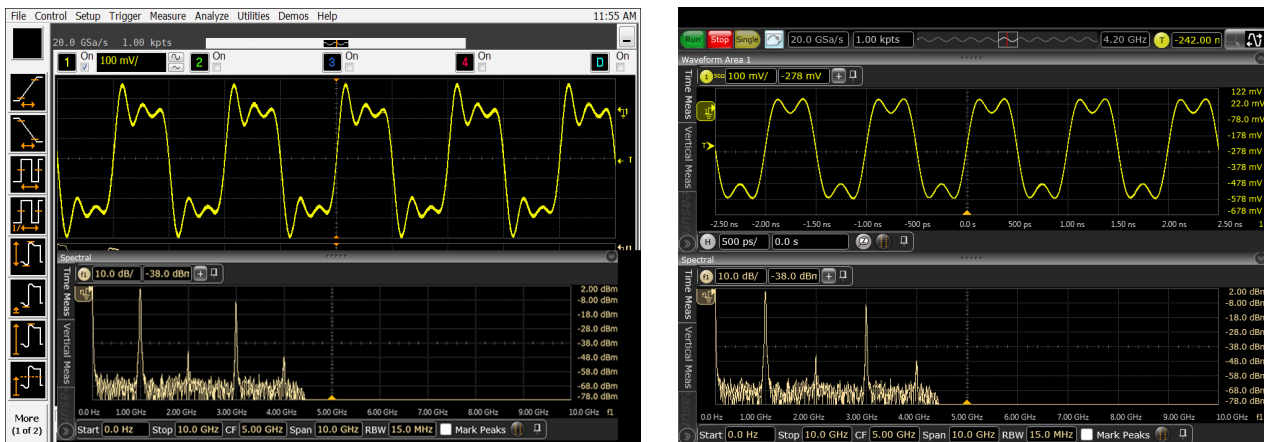 File Control Setup Trigger Measure Analyze Utilities Demos Help 11:55 AM
20.0 GSa/s 1.00 kpts
1 On 100 mV/ 2 On 3 On 4 On D On
T
More
(1 of 2)
Spectral
Time Meas
Vertical Meas
f1 10.0 dB/ -38.0 dBm +
2.00 dBm
-8.00 dBm
-18.0 dBm
-28.0 dBm
-38.0 dBm
-48.0 dBm
-58.0 dBm
-68.0 dBm
-78.0 dBm
0.0 Hz 1.00 GHz 2.00 GHz 3.00 GHz 4.00 GHz 5.00 GHz 6.00 GHz 7.00 GHz 8.00 GHz 9.00 GHz 10.0 GHz f1
Start 0.0 Hz Stop 10.0 GHz CF 5.00 GHz Span 10.0 GHz RBW 15.0 MHz Mark Peaks
Run Stop Single 20.0 GSa/s 1.00 kpts 4.20 GHz T -242.00 m
Waveform Area 1
Time Meas
Vertical Meas
1 50Ω 100 mV/ -278 mV +
122 mV
22.0 mV
-78.0 mV
-178 mV
T -278 mV
-378 mV
-478 mV
-578 mV
-678 mV
-2.50 ns -2.00 ns -1.50 ns -1.00 ns -500 ps 0.0 s 500 ps 1.00 ns 1.50 ns 2.00 ns 2.50 ns 1
H 500 ps/ 0.0 s Z
Spectral
Time Meas
Vertical Meas
f1 10.0 dB/ -38.0 dBm +
2.00 dBm
-8.00 dBm
-18.0 dBm
-28.0 dBm
-38.0 dBm
-48.0 dBm
-58.0 dBm
-68.0 dBm
-78.0 dBm
0.0 Hz 1.00 GHz 2.00 GHz 3.00 GHz 4.00 GHz 5.00 GHz 6.00 GHz 7.00 GHz 8.00 GHz 9.00 GHz 10.0 GHz f1
Start 0.0 Hz Stop 10.0 GHz CF 5.00 GHz Span 10.0 GHz RBW 15.0 MHz Mark Peaks